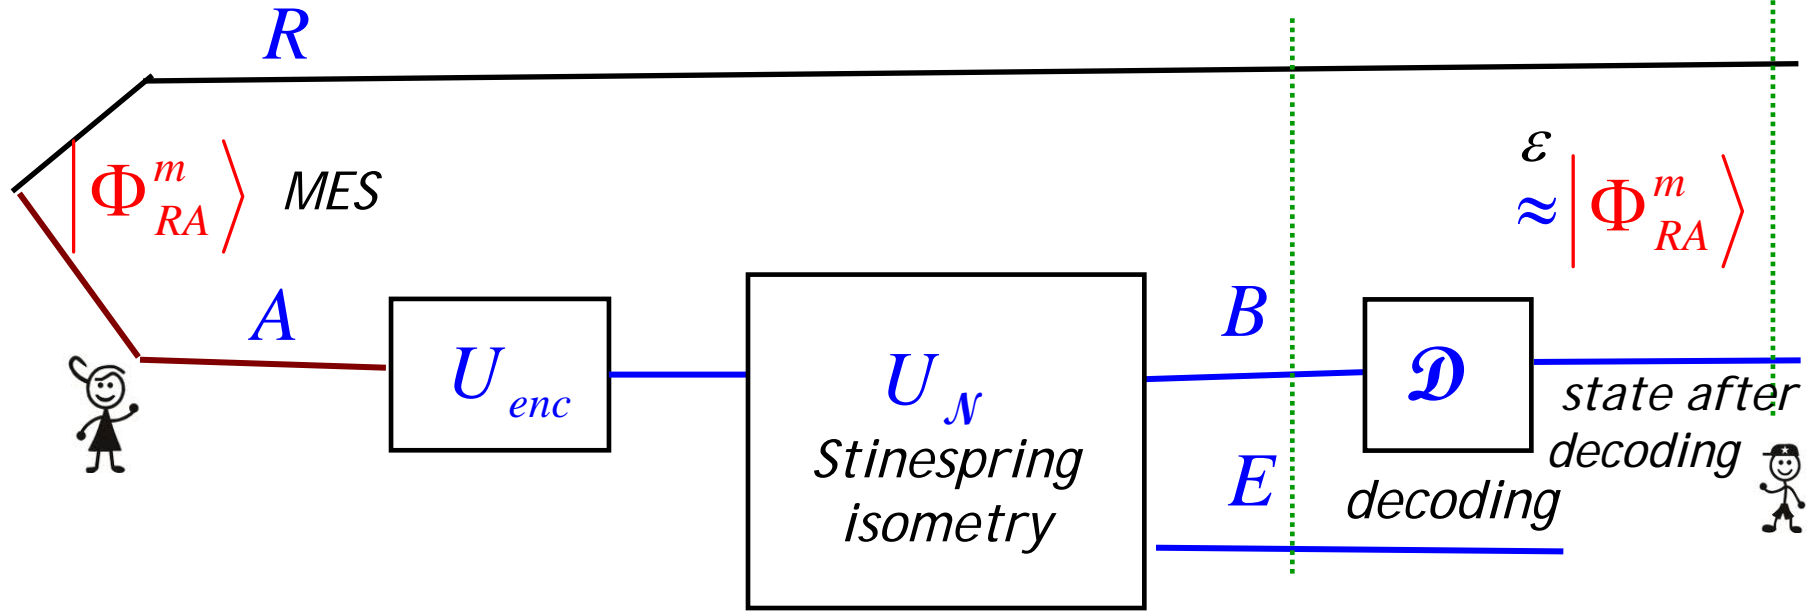 R
|Φ^m_RA⟩ MES
ε
≈ |Φ^m_RA⟩
A
B
U_enc
U_𝒩
Stinespring
isometry
𝒟
E
decoding
state after
decoding